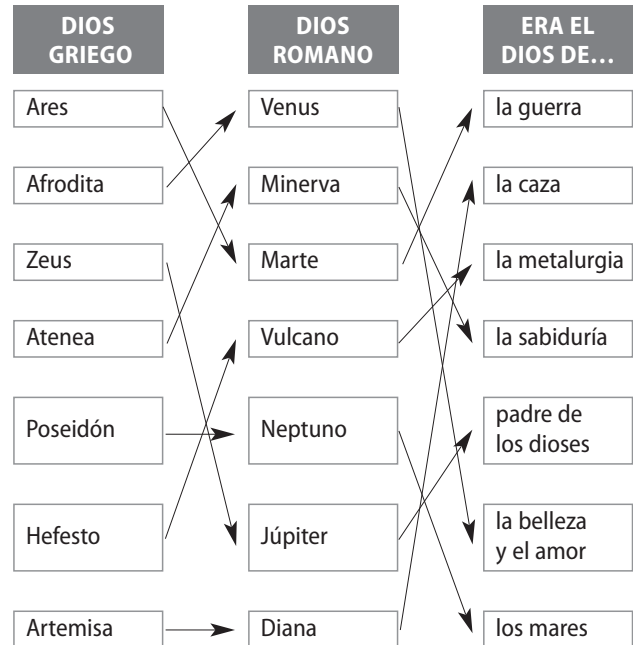 DIOS
GRIEGO
DIOS
ROMANO
ERA EL
DIOS DE…
Ares
Venus
la guerra
Afrodita
Minerva
la caza
Zeus
Marte
la metalurgia
Atenea
Vulcano
la sabiduría
Poseidón
Neptuno
padre de
los dioses
Hefesto
Júpiter
la belleza
y el amor
Artemisa
Diana
los mares